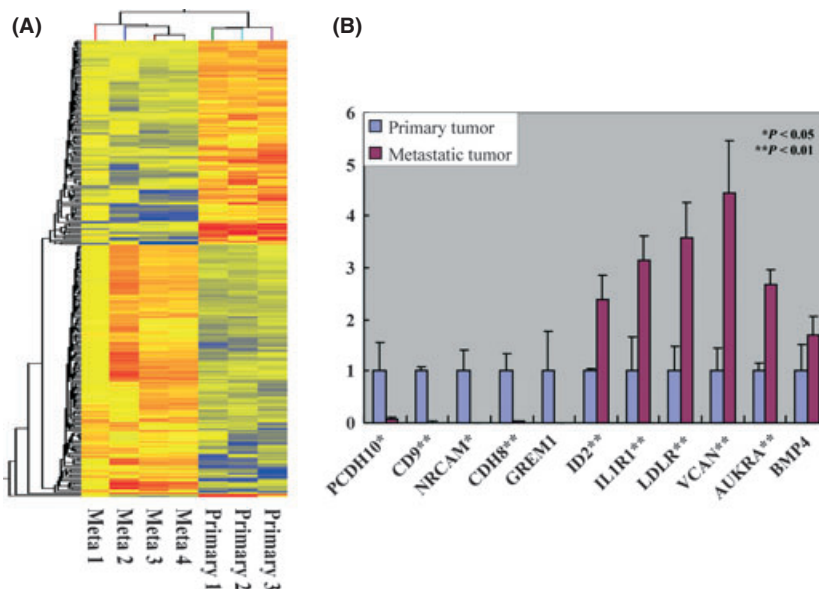 (A)
Meta 1
Meta 2
Meta 3
Meta 4
Primary 1
Primary 2
Primary 3
(B)
6
5
4
3
2
1
0
Primary tumor
Metastatic tumor
*P < 0.05
**P < 0.01
PCDH10*
CD9**
NRCAM*
CDH8**
GREM1
ID2**
IL1R1**
LDLR**
VCAN**
AUKRA**
BMP4